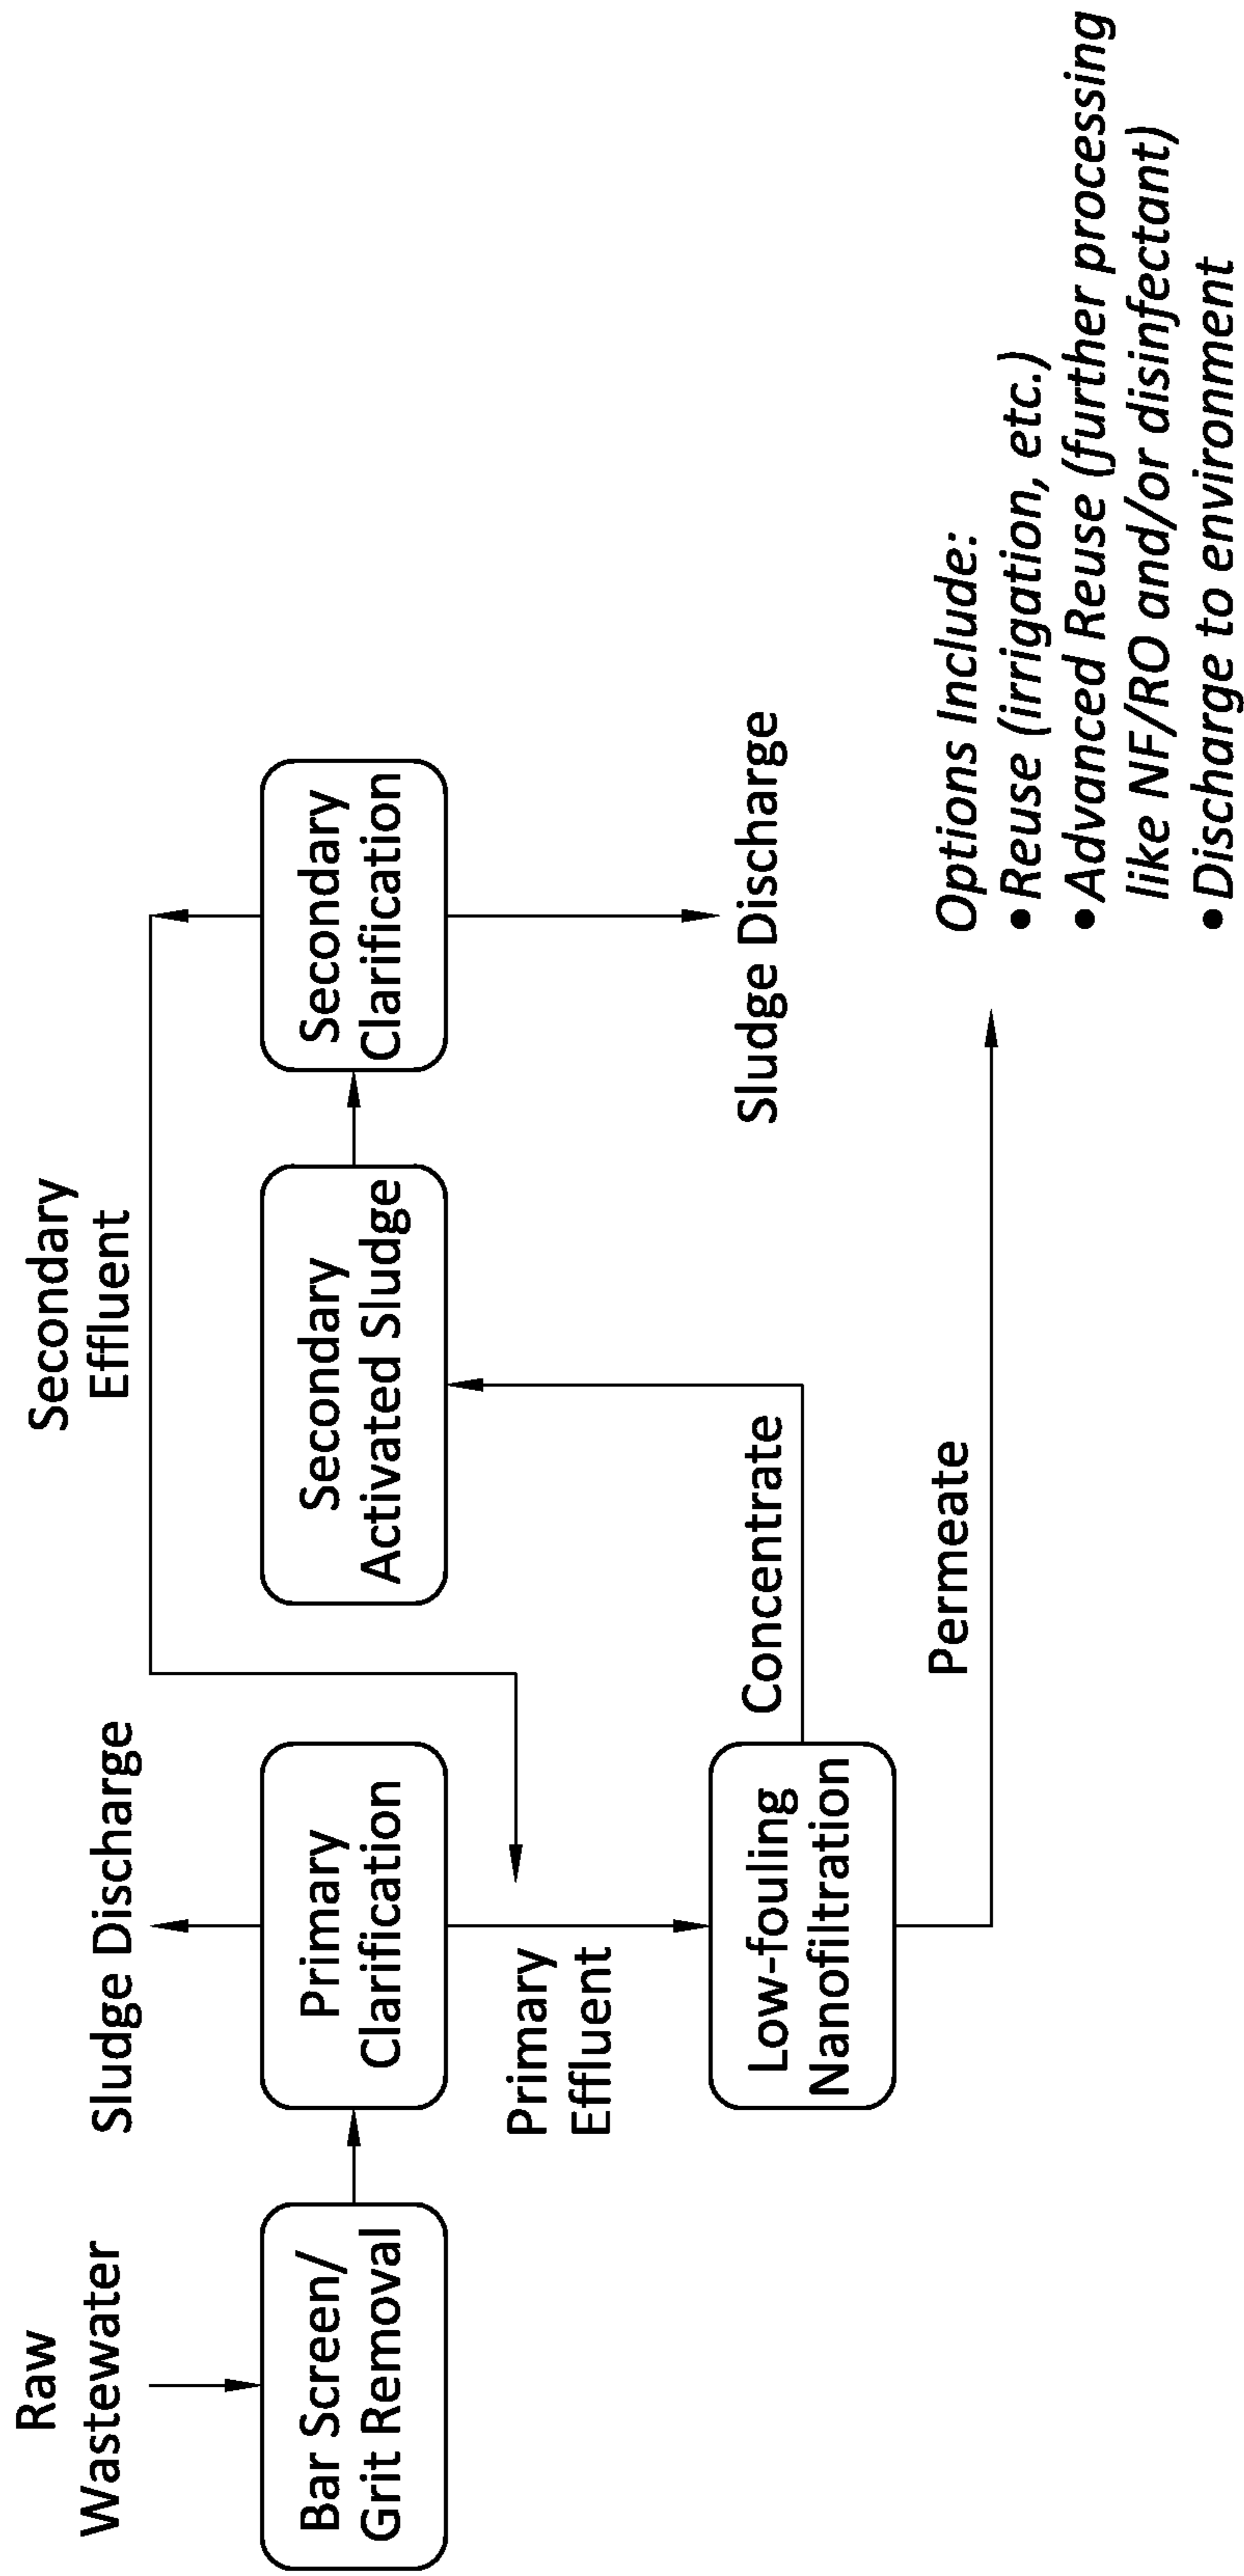 Raw
Wastewater
Bar Screen/
Grit Removal
Sludge Discharge
Primary
Clarification
Primary
Effluent
Low-fouling
Nanofiltration
Secondary
Effluent
Secondary
Activated Sludge
Secondary
Clarification
Sludge Discharge
Concentrate
Permeate
Options Include:
•Reuse (irrigation, etc.)
•Advanced Reuse (further processing
like NF/RO and/or disinfectant)
•Discharge to environment